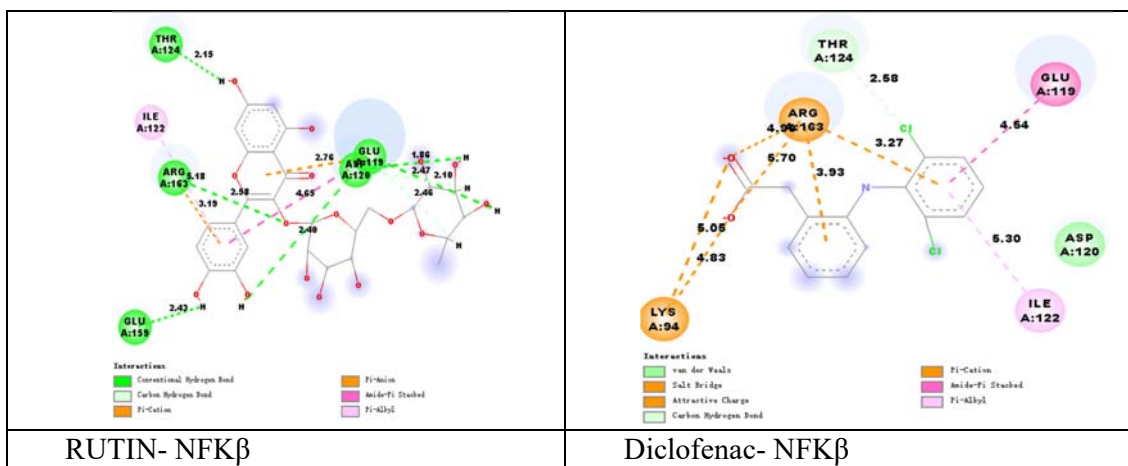 THR
A:124
2.15
H
O
ILE
A:122
O
GLU
A:119
ASP
A:120
2.76
1.86
H
O
2.47
2.10
ARG
A:163
5.18
2.58
4.65
2.46
O
H
3.19
2.40
H
GLU
A:159
2.43
H
H
Interactions
Conventional Hydrogen Bond
Carbon Hydrogen Bond
Pi-Cation
Pi-Anion
Amide-Pi Stacked
Pi-Alkyl
RUTIN- NFKβ
THR
A:124
2.58
GLU
A:119
ARG
A:163
Cl
4.54
3.27
5.70
3.93
N
O
O
5.05
4.83
5.30
Cl
ASP
A:120
LYS
A:94
ILE
A:122
Interactions
van der Waals
Salt Bridge
Attractive Charge
Carbon Hydrogen Bond
Pi-Cation
Amide-Pi Stacked
Pi-Alkyl
Diclofenac- NFKβ